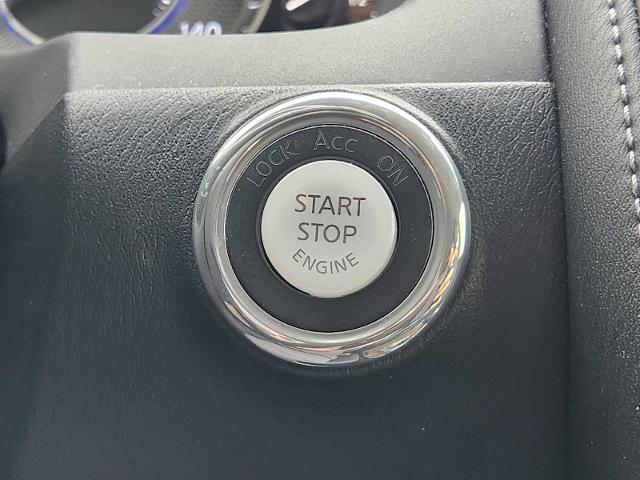 140
LOCK Acc ON
START
STOP
ENGINE